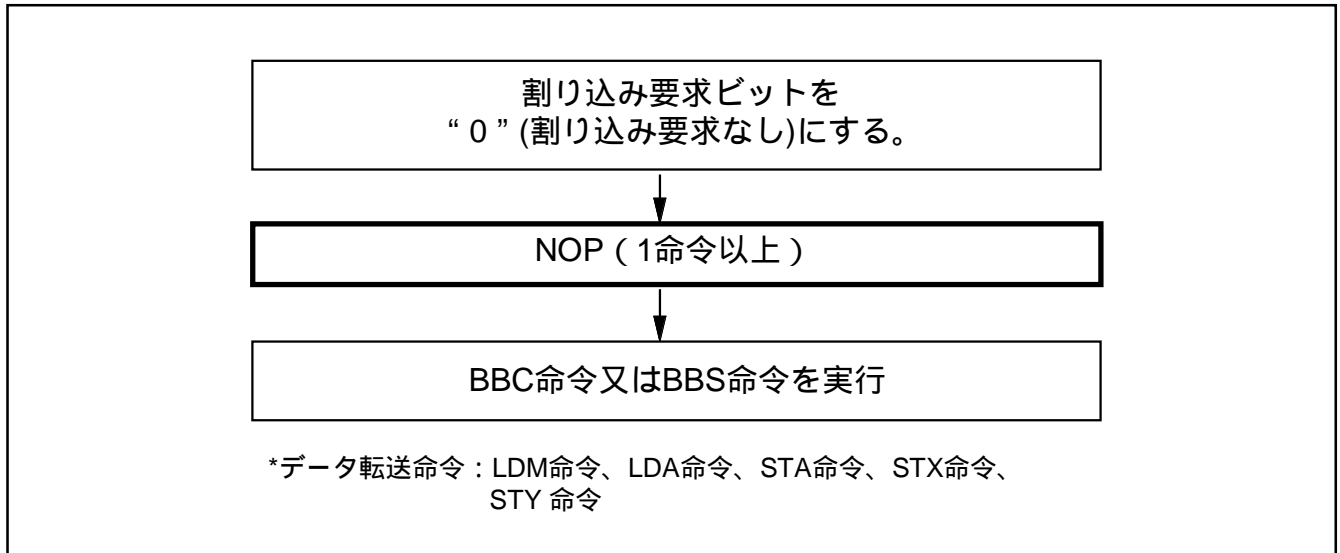 割り込み要求ビットを
“ 0 ” (割り込み要求なし)にする。
NOP ( 1命令以上 )
BBC命令又はBBS命令を実行
*データ転送命令 : LDM命令、LDA命令、STA命令、STX命令、
STY 命令